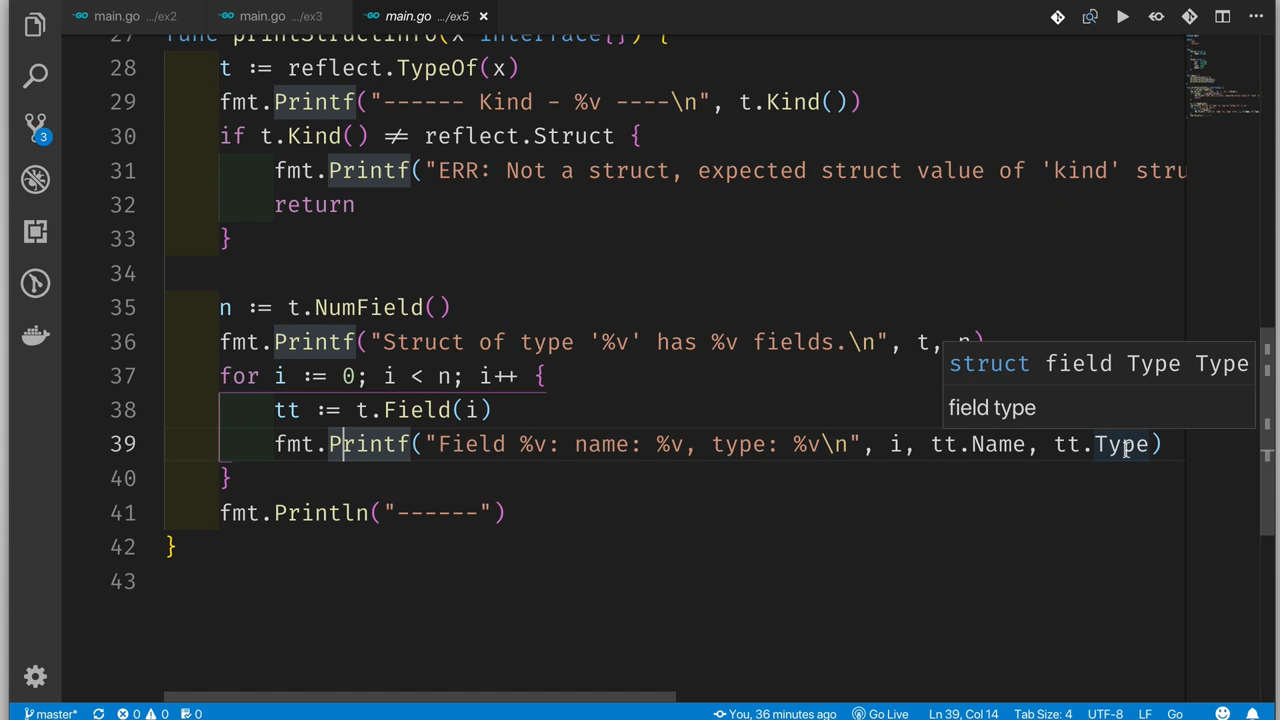 main.go .../ex2
main.go .../ex3
main.go .../ex5
27 func printStructInfo(x interface{}) {
28 t := reflect.TypeOf(x)
29 fmt.Printf("------ Kind - %v ----\n", t.Kind())
30 if t.Kind() != reflect.Struct {
31 fmt.Printf("ERR: Not a struct, expected struct value of 'kind' stru
32 return
33 }
34
35 n := t.NumField()
36 fmt.Printf("Struct of type '%v' has %v fields.\n", t, n)
37 for i := 0; i < n; i++ {
38 tt := t.Field(i)
39 fmt.Printf("Field %v: name: %v, type: %v\n", i, tt.Name, tt.Type)
40 }
41 fmt.Println("------")
42 }
43
struct field Type Type
field type
3
master* 0 0 0 You, 36 minutes ago Go Live Ln 39, Col 14 Tab Size: 4 UTF-8 LF Go